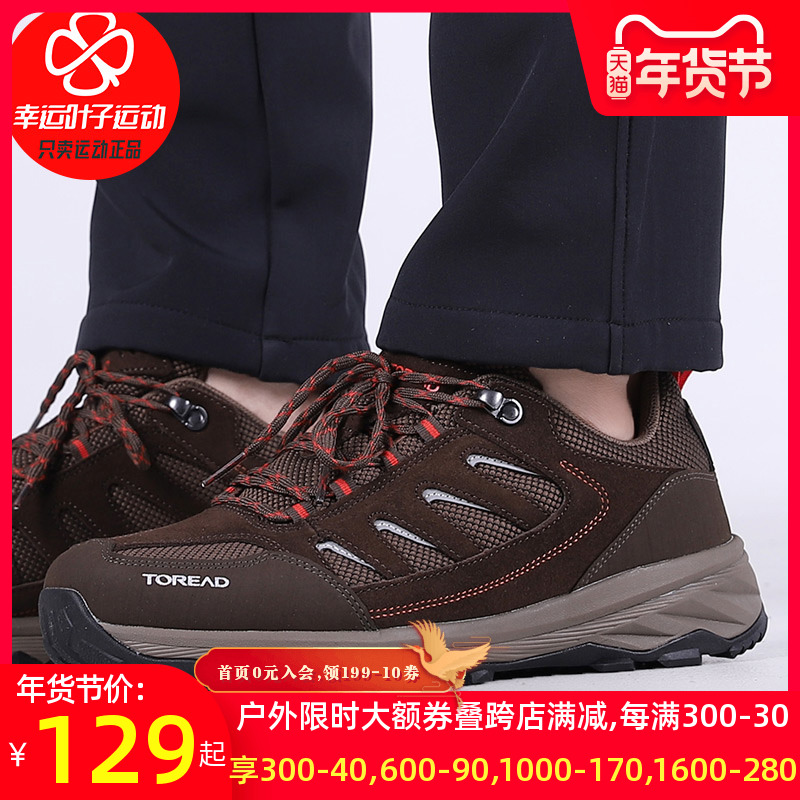 幸运叶子运动
只卖运动正品
天猫
年货节
TOREAD
首页0元入会,领199-10券
年货节价:
¥129起
户外限时大额券叠跨店满减,每满300-30
享300-40,600-90,1000-170,1600-280